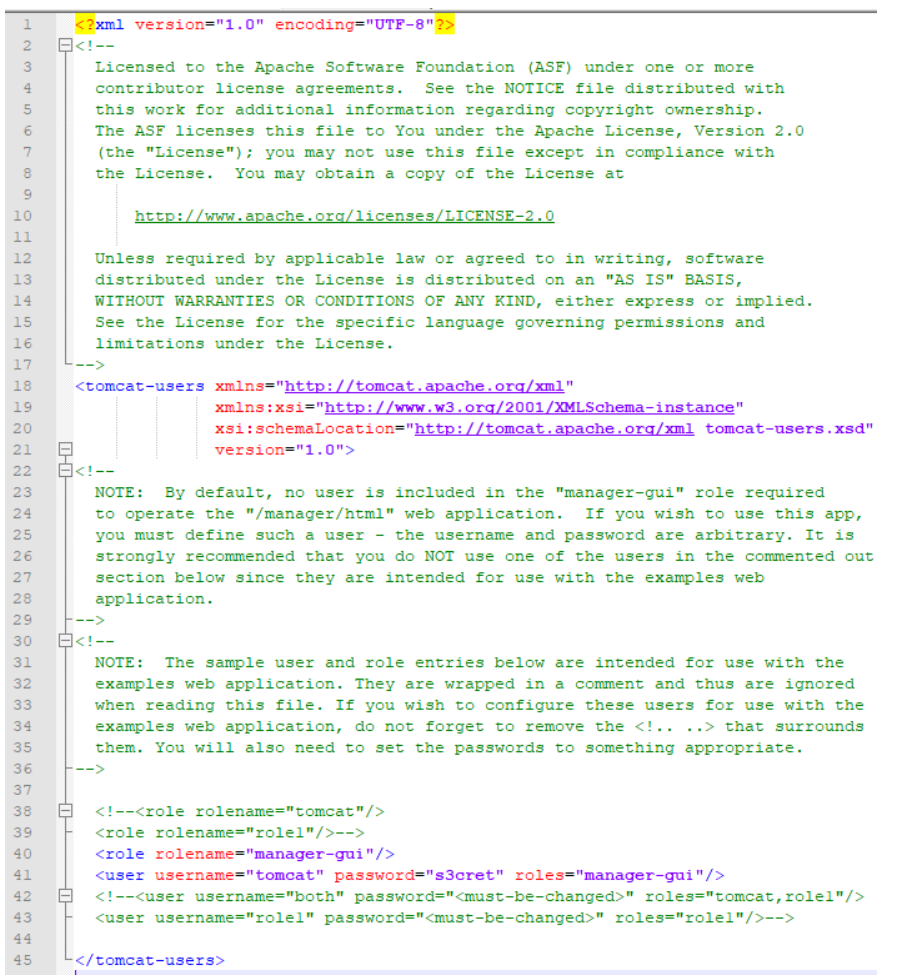 1 <?xml version="1.0" encoding="UTF-8"?>
2 <!--
3 Licensed to the Apache Software Foundation (ASF) under one or more
4 contributor license agreements.  See the NOTICE file distributed with
5 this work for additional information regarding copyright ownership.
6 The ASF licenses this file to You under the Apache License, Version 2.0
7 (the "License"); you may not use this file except in compliance with
8 the License.  You may obtain a copy of the License at
9
10 http://www.apache.org/licenses/LICENSE-2.0
11
12 Unless required by applicable law or agreed to in writing, software
13 distributed under the License is distributed on an "AS IS" BASIS,
14 WITHOUT WARRANTIES OR CONDITIONS OF ANY KIND, either express or implied.
15 See the License for the specific language governing permissions and
16 limitations under the License.
17 -->
18 <tomcat-users xmlns="http://tomcat.apache.org/xml"
19 xmlns:xsi="http://www.w3.org/2001/XMLSchema-instance"
20 xsi:schemaLocation="http://tomcat.apache.org/xml tomcat-users.xsd"
21 version="1.0">
22 <!--
23 NOTE:  By default, no user is included in the "manager-gui" role required
24 to operate the "/manager/html" web application.  If you wish to use this app,
25 you must define such a user - the username and password are arbitrary. It is
26 strongly recommended that you do NOT use one of the users in the commented out
27 section below since they are intended for use with the examples web
28 application.
29 -->
30 <!--
31 NOTE:  The sample user and role entries below are intended for use with the
32 examples web application. They are wrapped in a comment and thus are ignored
33 when reading this file. If you wish to configure these users for use with the
34 examples web application, do not forget to remove the <!.. ..> that surrounds
35 them. You will also need to set the passwords to something appropriate.
36 -->
37
38 <!--<role rolename="tomcat"/>
39 <role rolename="role1"/>-->
40 <role rolename="manager-gui"/>
41 <user username="tomcat" password="s3cret" roles="manager-gui"/>
42 <!--<user username="both" password="<must-be-changed>" roles="tomcat,role1"/>
43 <user username="role1" password="<must-be-changed>" roles="role1"/>-->
44
45 </tomcat-users>